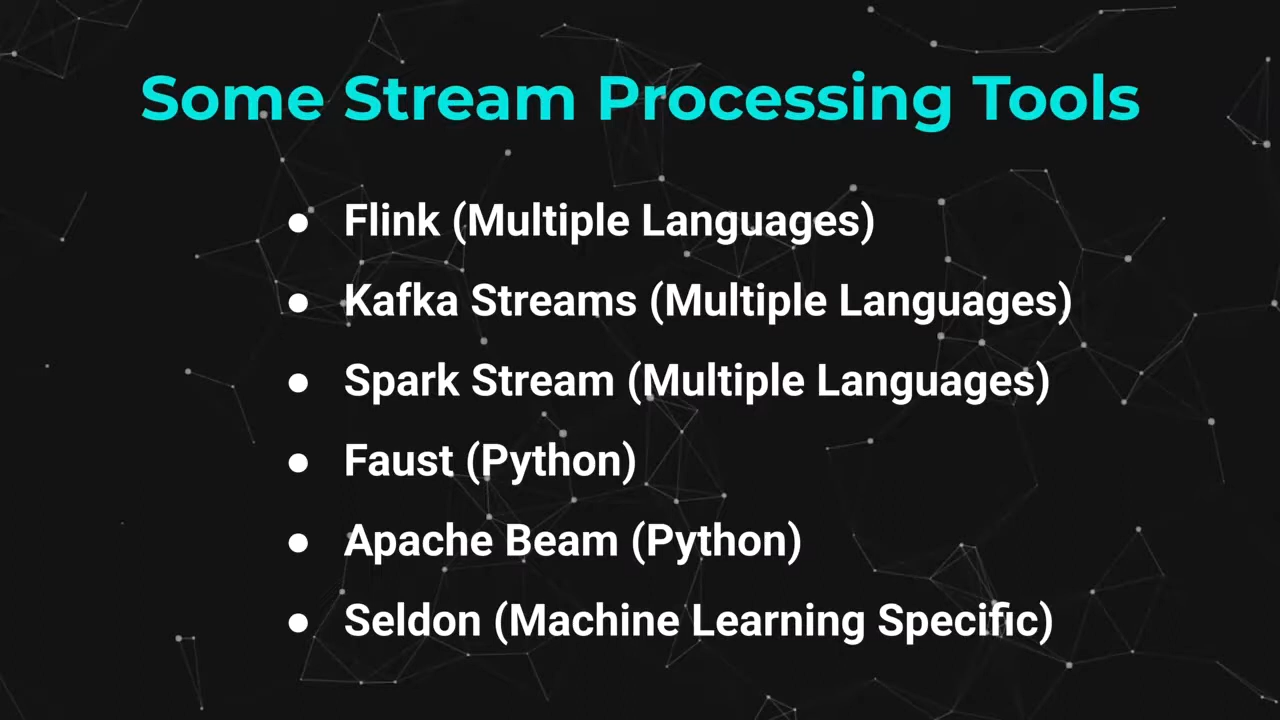 Some Stream Processing Tools
● Flink (Multiple Languages)
● Kafka Streams (Multiple Languages)
● Spark Stream (Multiple Languages)
● Faust (Python)
● Apache Beam (Python)
● Seldon (Machine Learning Specific)